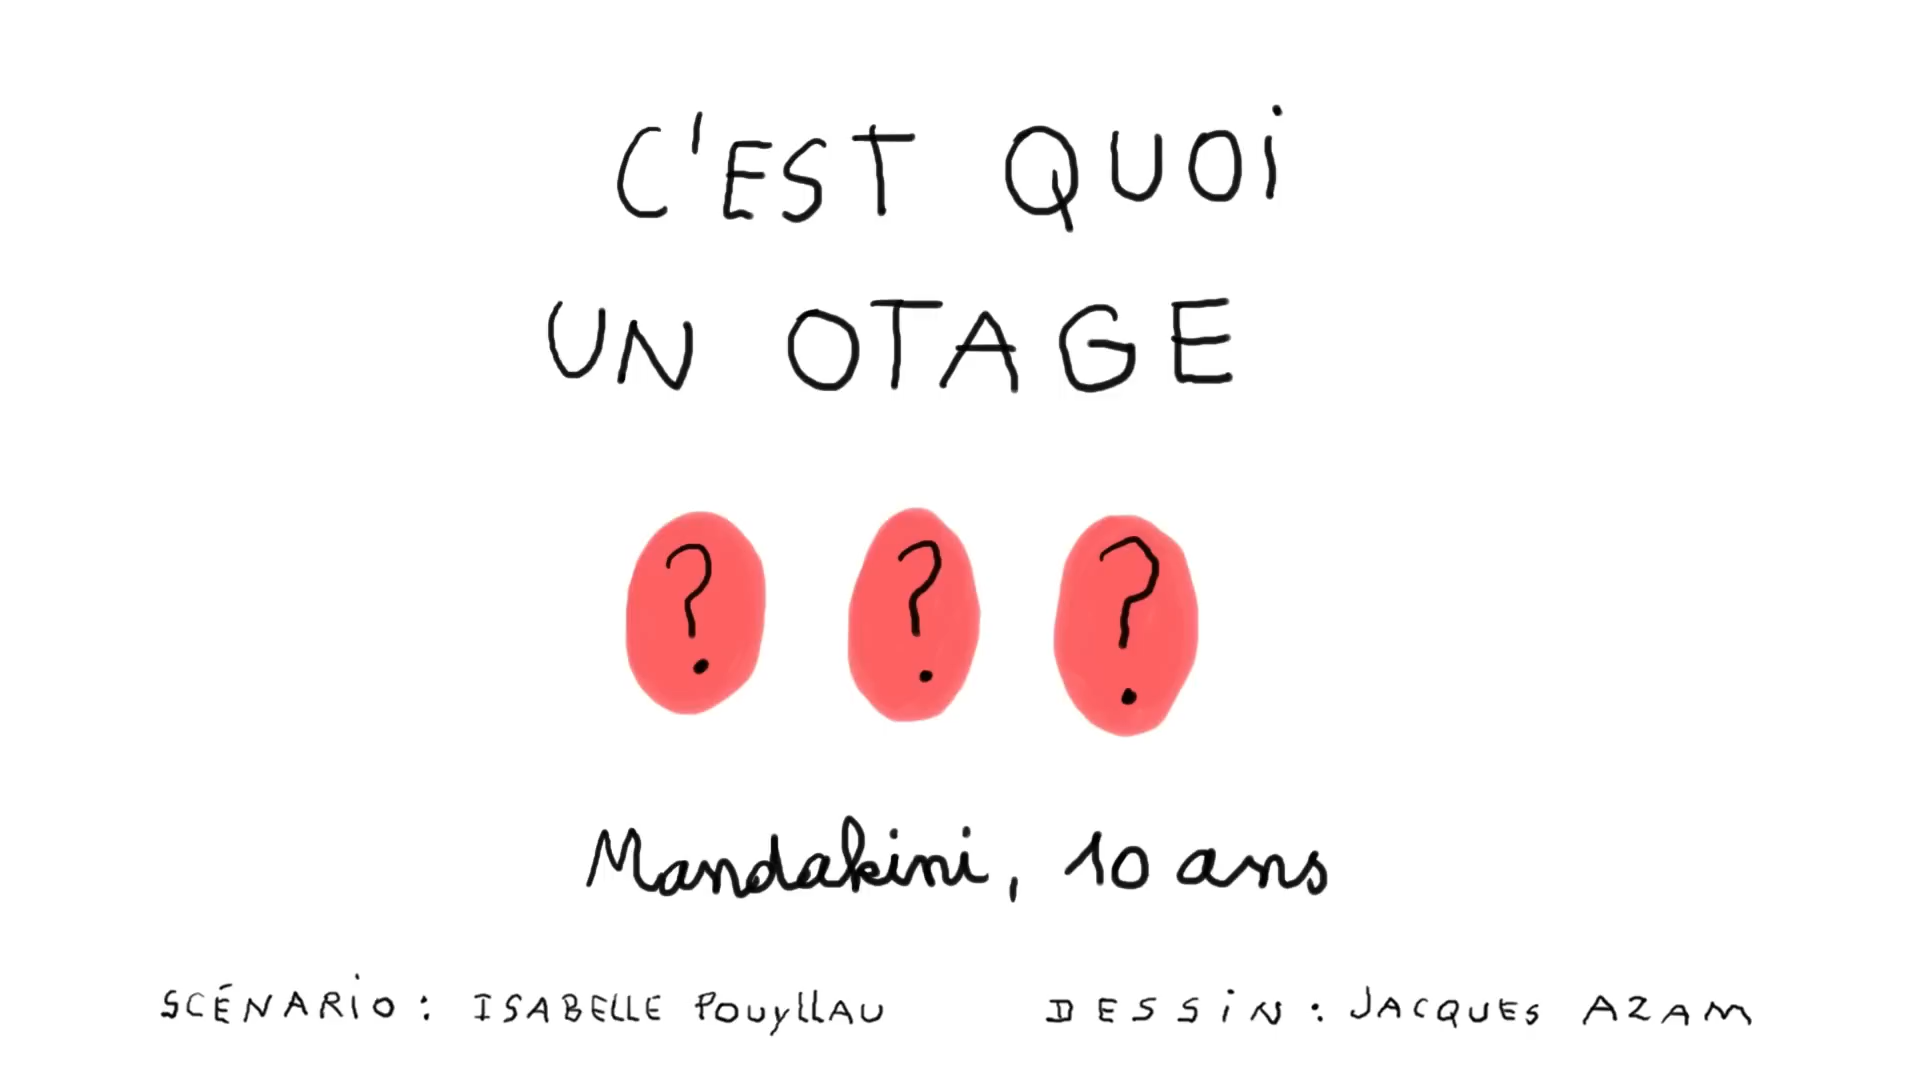 C'EST QUOI
UN OTAGE
? ? ?
Mandakini, 10 ans
SCÉNARIO : ISABELLE POUYLLAU DESSIN : JACQUES AZAM